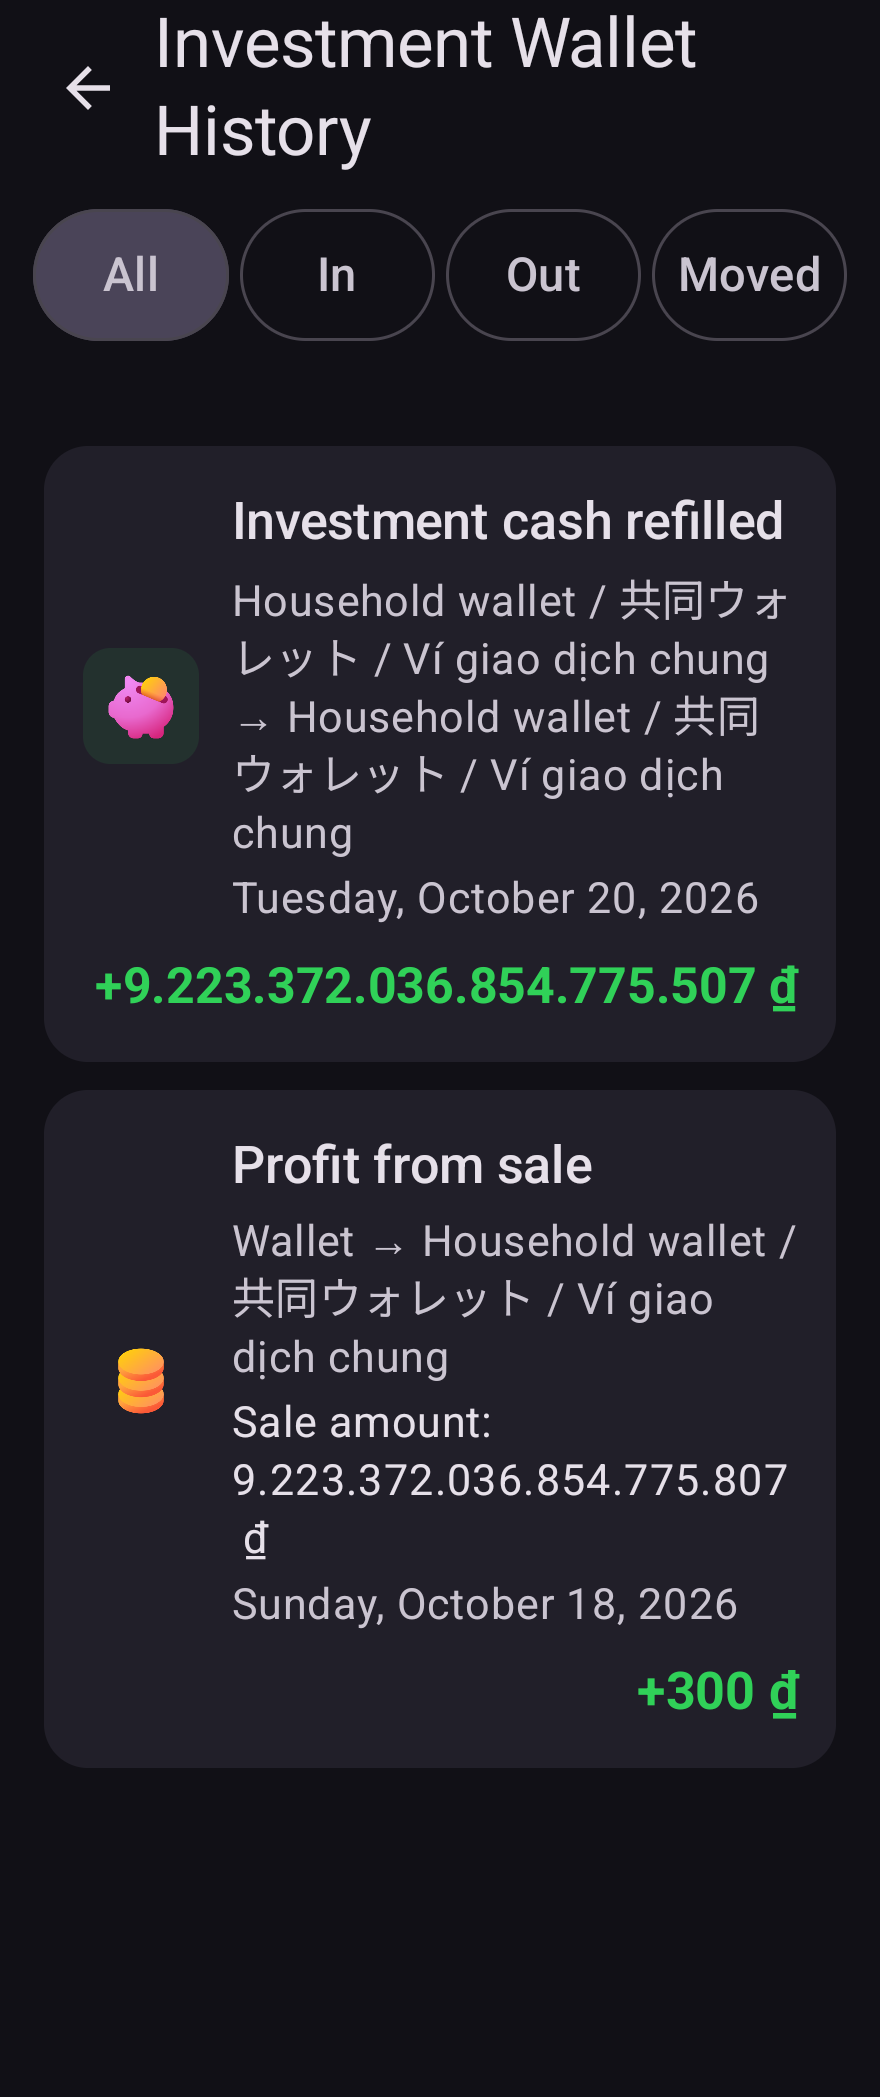 Investment Wallet
History
All
In
Out
Moved
Investment cash refilled
Household wallet / 共同ウォ
レット / Ví giao dịch chung
→ Household wallet / 共同
ウォレット / Ví giao dịch
chung
Tuesday, October 20, 2026
+9.223.372.036.854.775.507 ₫
Profit from sale
Wallet → Household wallet /
共同ウォレット / Ví giao
dịch chung
Sale amount:
9.223.372.036.854.775.807
₫
Sunday, October 18, 2026
+300 ₫